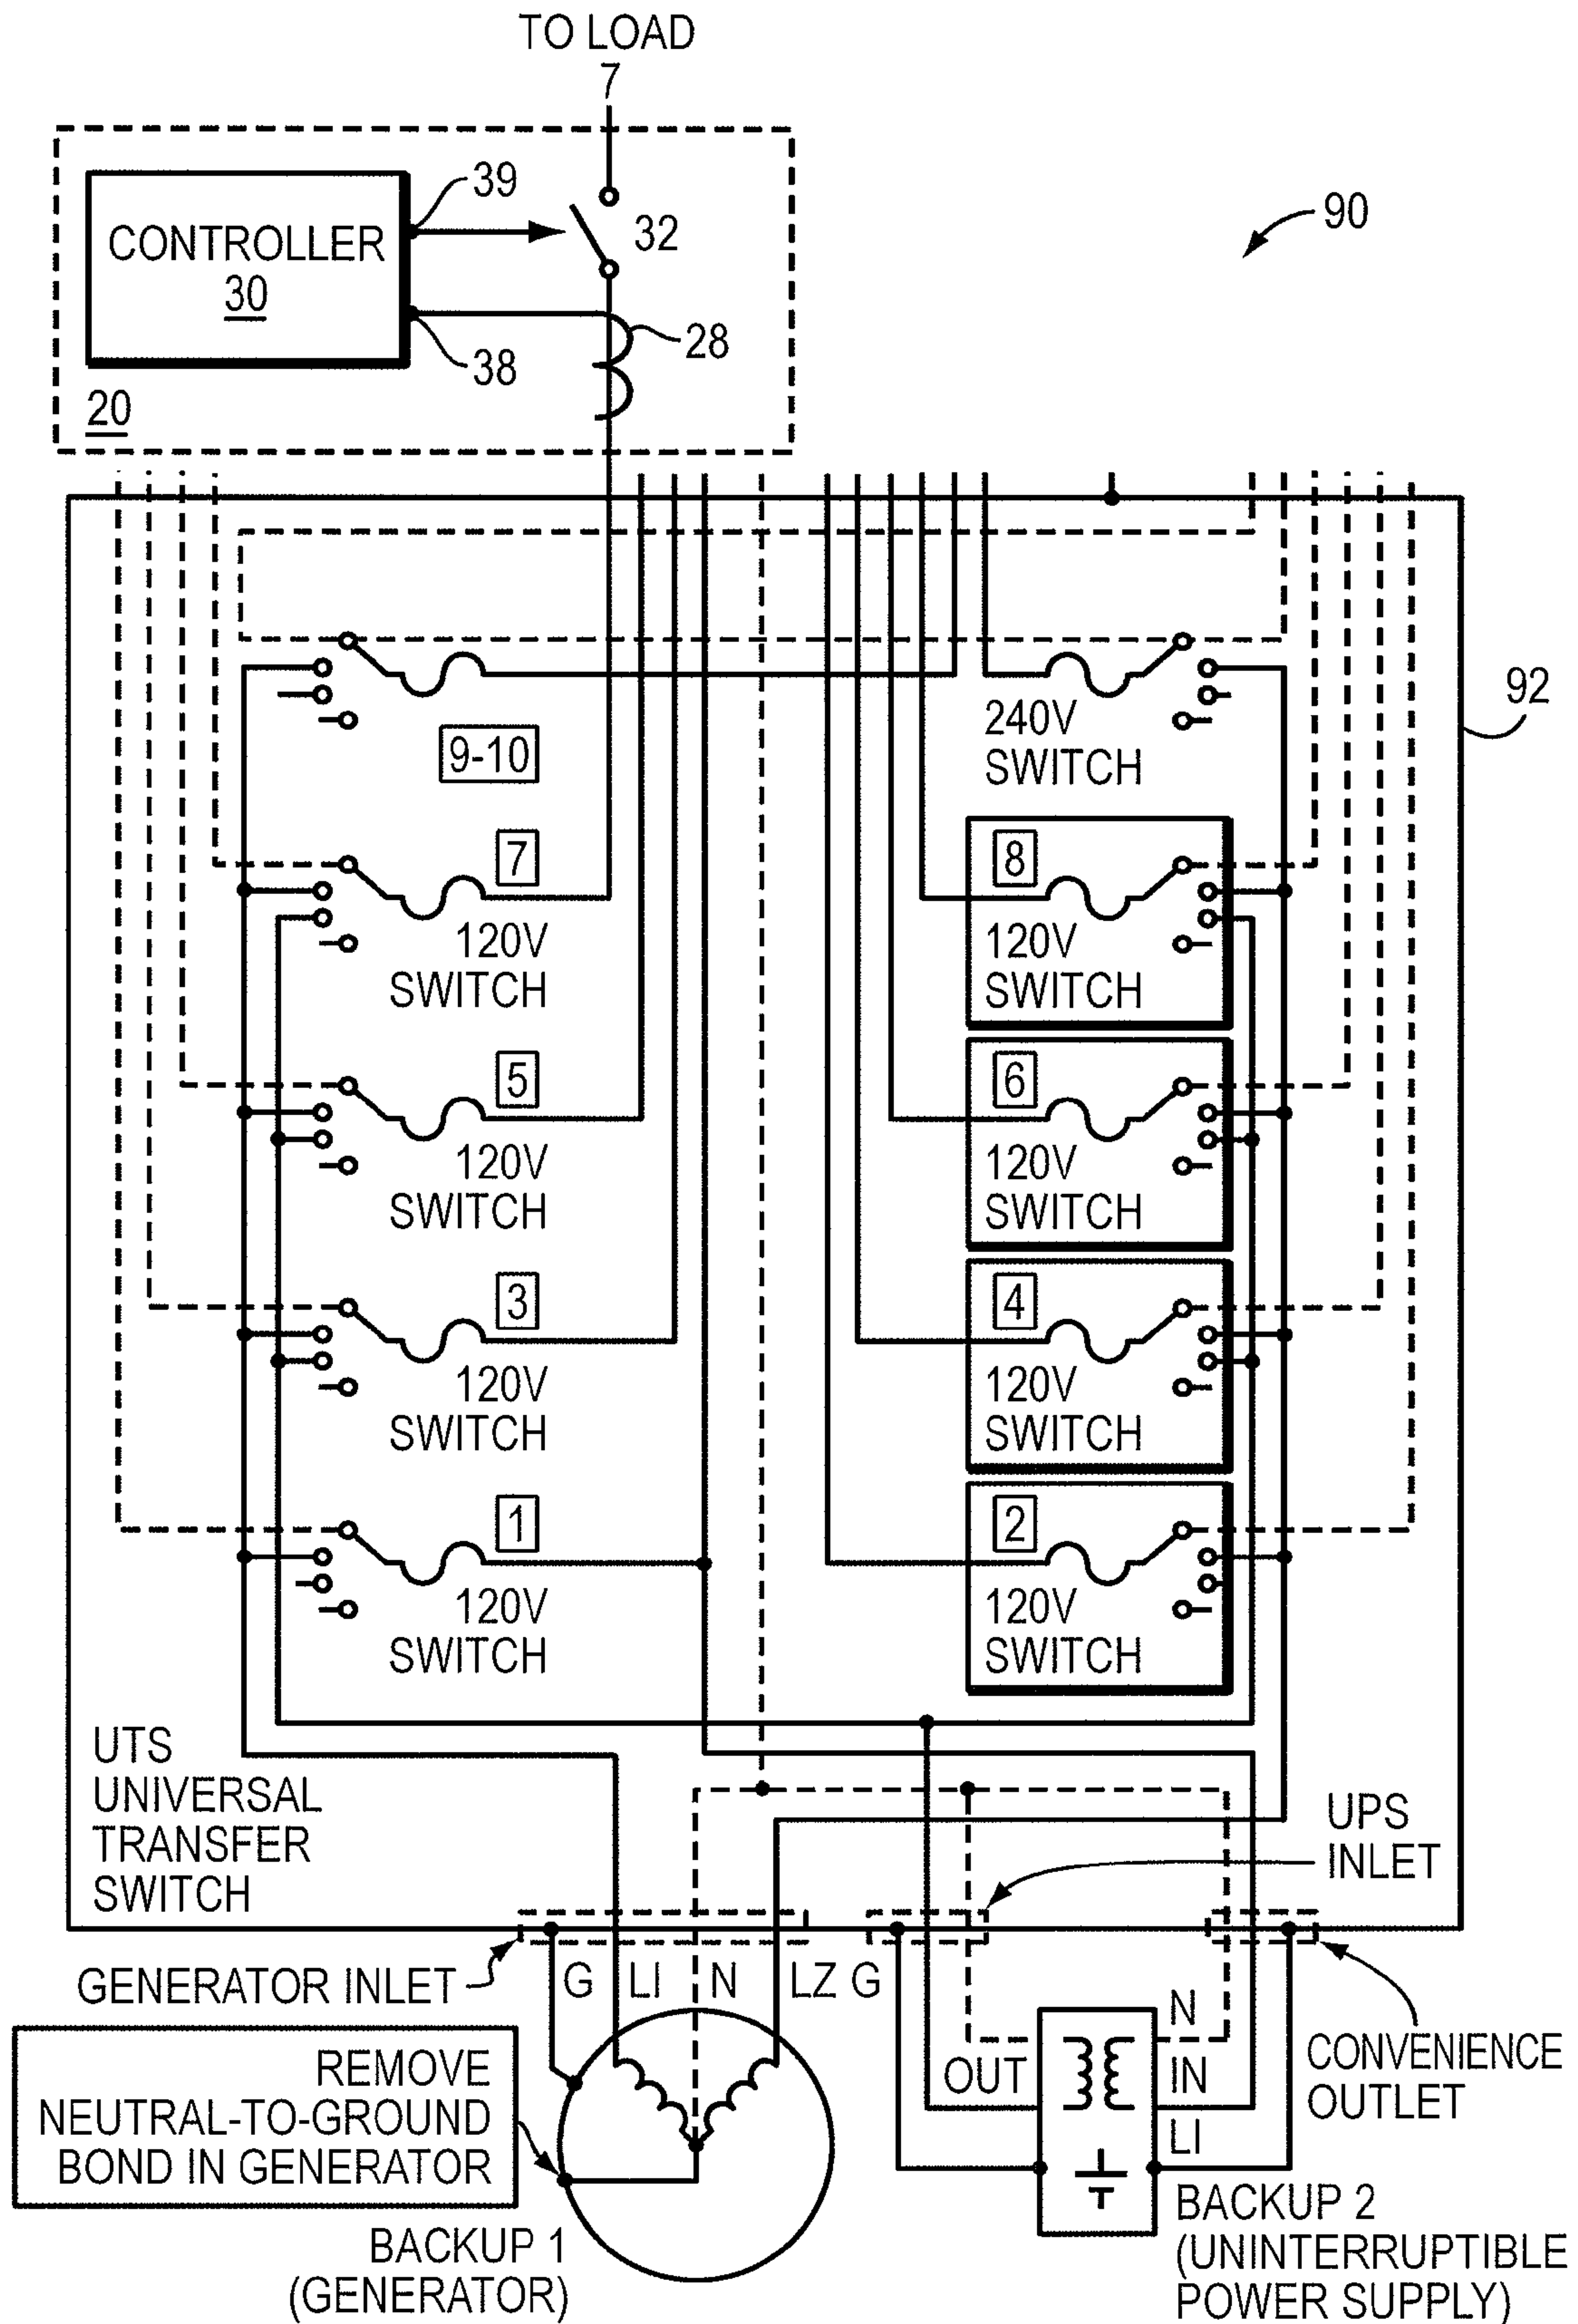 TO LOAD
7
39
CONTROLLER
30
32
90
28
38
20
92
240V
SWITCH
9-10
7
120V
SWITCH
8
120V
SWITCH
5
120V
SWITCH
6
120V
SWITCH
3
120V
SWITCH
4
120V
SWITCH
1
120V
SWITCH
2
120V
SWITCH
UTS
UNIVERSAL
TRANSFER
SWITCH
UPS
INLET
GENERATOR INLET
G
LI
N
LZ
G
REMOVE
NEUTRAL-TO-GROUND
BOND IN GENERATOR
OUT
N
IN
LI
CONVENIENCE
OUTLET
BACKUP 1
(GENERATOR)
BACKUP 2
(UNINTERRUPTIBLE
POWER SUPPLY)